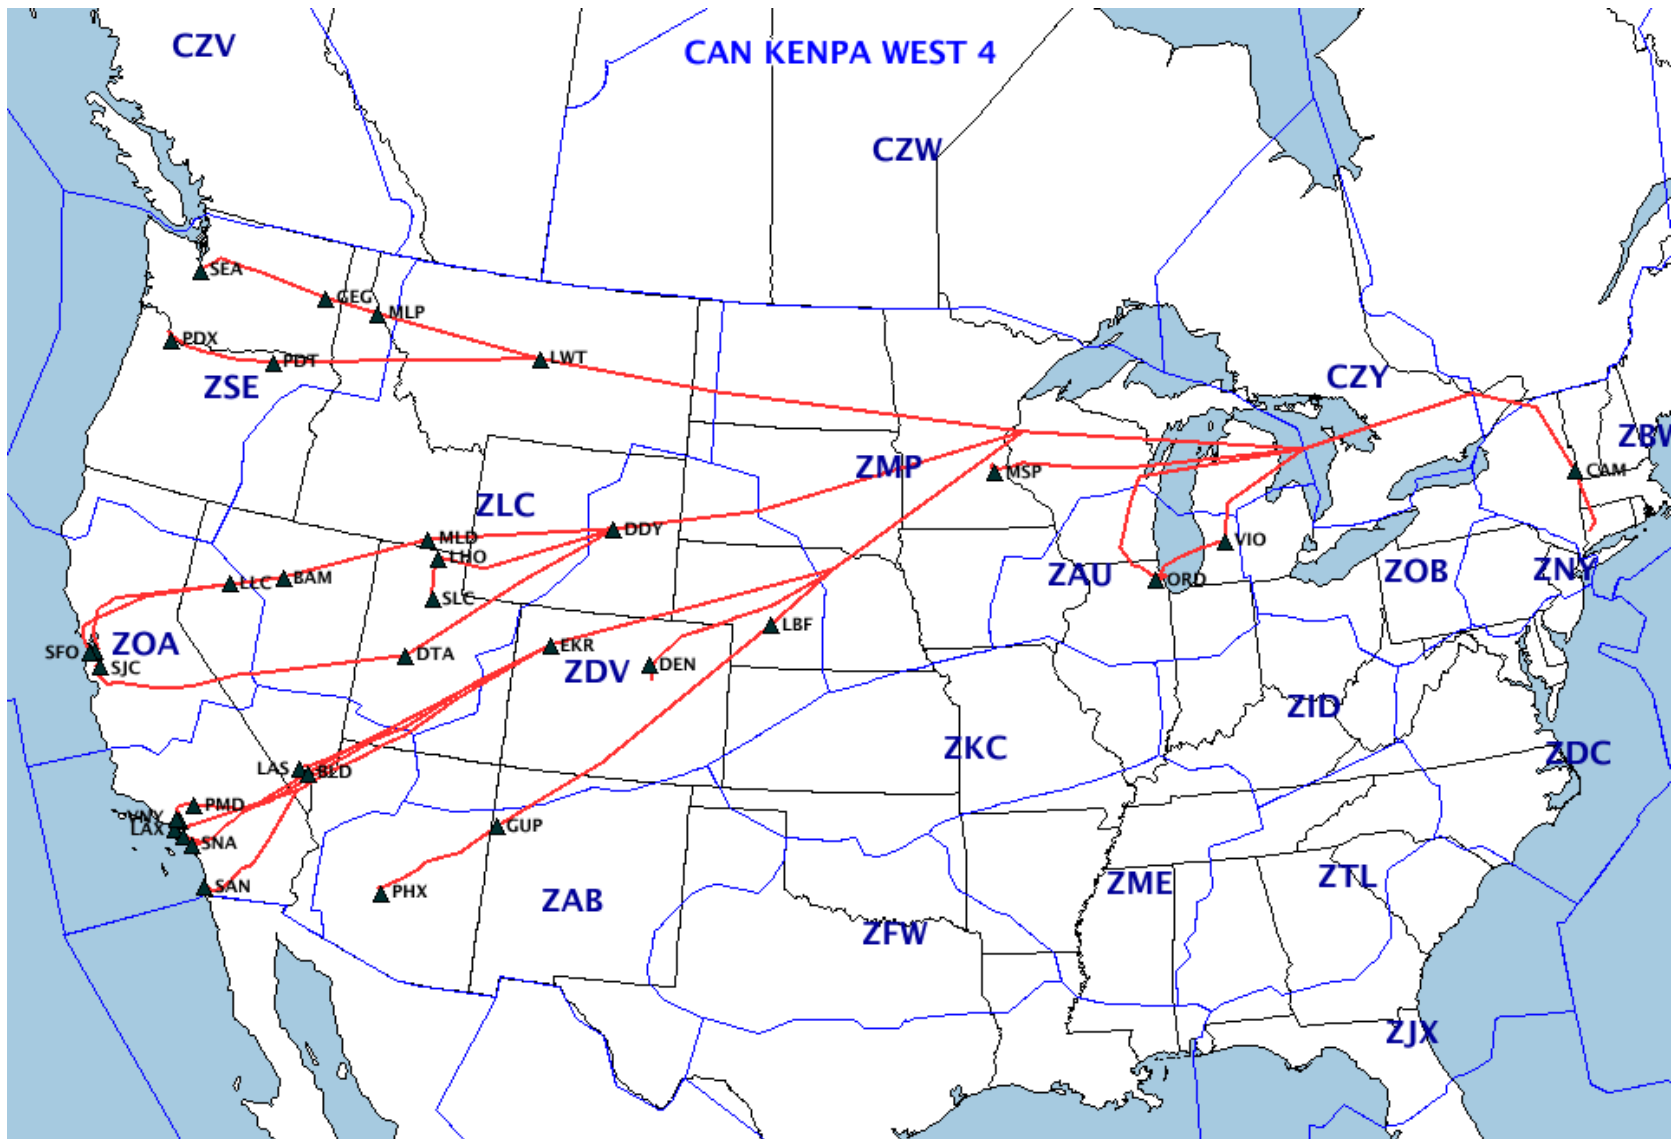 CZV
CAN KENPA WEST 4
CZW
SEA
GEG
MLP
PDX
PDT
LWT
ZSE
CZY
ZBW
ZMP
MSP
CAM
ZLC
DDY
MLD
LHO
VIO
LLC
BAM
SLC
ZAU
ORD
ZOB
ZNY
SFO
ZOA
SJC
DTA
EKR
ZDV
DEN
LBF
ZID
ZKC
ZDC
LAS
BLD
PMD
VNY
LAX
SNA
GUP
SAN
PHX
ZAB
ZME
ZTL
ZFW
ZJX